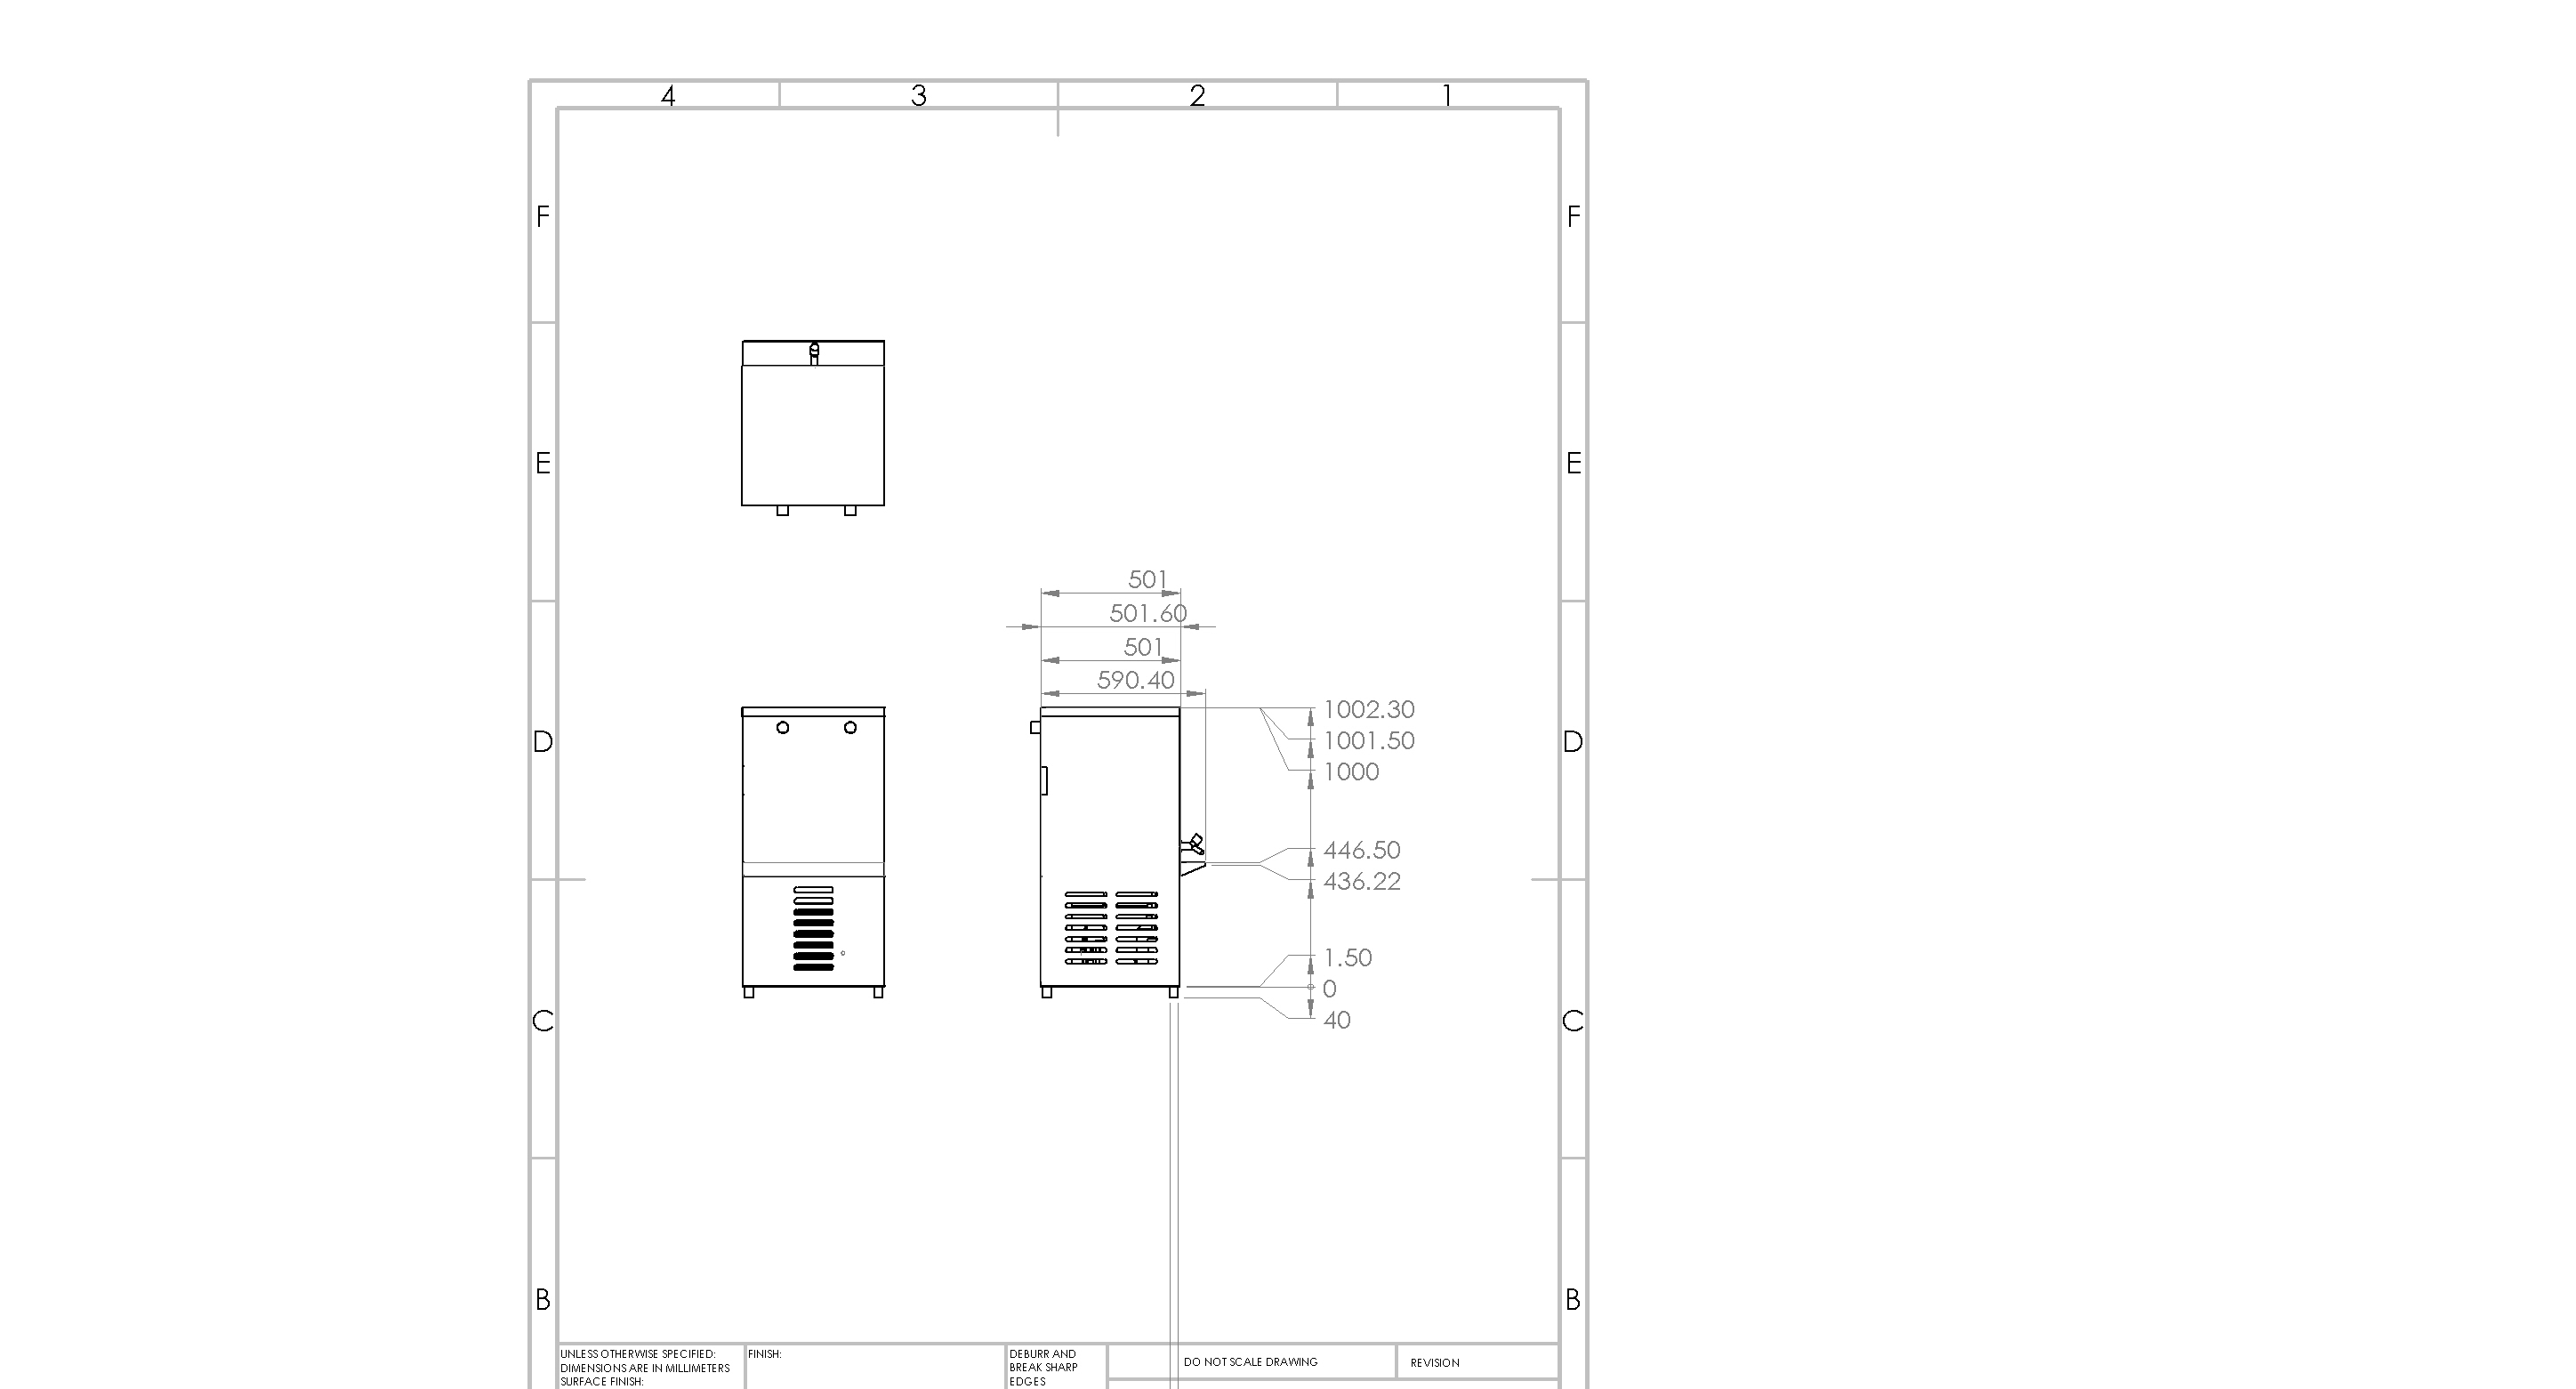 4 3 2 1
F F
E E
501
501.60
501
590.40
1002.30
D D
1001.50
1000
446.50
436.22
1.50
0
C 40 C
B B
UNLESS OTHERWISE SPECIFIED:
DIMENSIONS ARE IN MILLIMETERS
SURFACE FINISH:
FINISH:
DEBURR AND
BREAK SHARP
EDGES
DO NOT SCALE DRAWING
REVISION